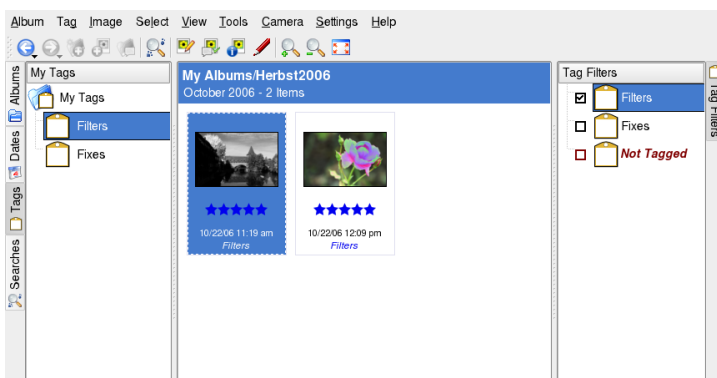 Album Tag Image Select View Tools Camera Settings Help
Albums
Dates
Tags
Searches
My Tags
My Tags
Filters
Fixes
My Albums/Herbst2006
October 2006 - 2 Items
10/22/06 11:19 am
Filters
10/22/06 12:09 pm
Filters
Tag Filters
Filters
Fixes
Not Tagged
Tag Filters